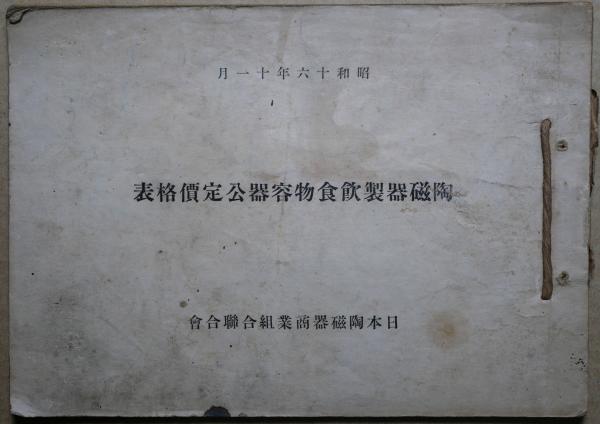 昭和十六年十一月
陶磁器製飮食物容器公定價格表
日本陶磁器商業組合聯合會